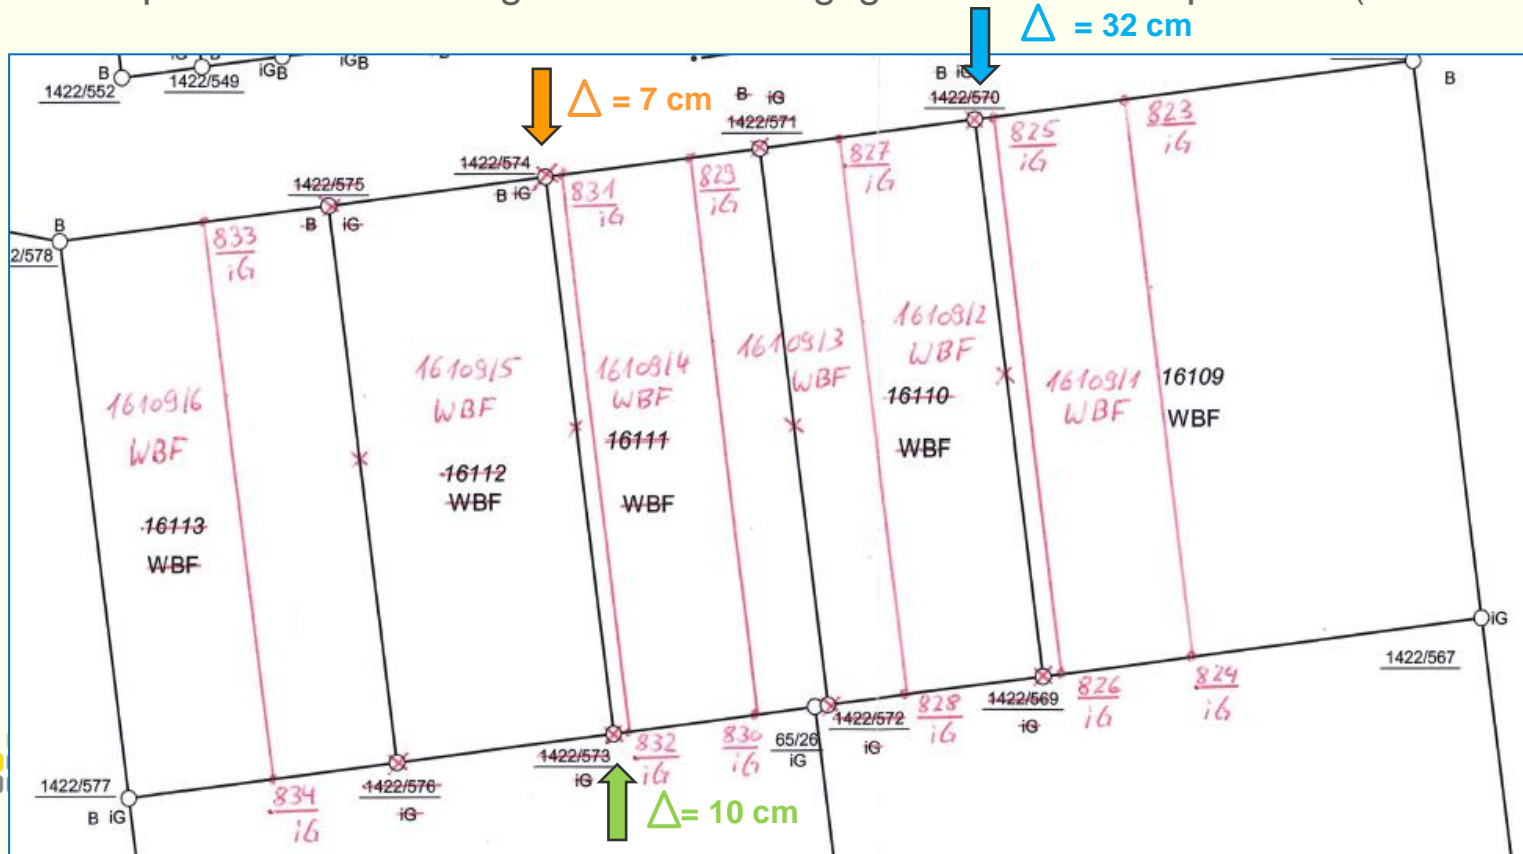 Δ = 32 cm
B
1422/552
1422/549
iG
B
iGB
iGB
B
Δ = 7 cm
B iG
1422/571
B iG
1422/570
B
825
iG
823
iG
1422/574
B iG
831
iG
829
iG
827
iG
1422/575
B iG
B
2/578
833
iG
16109/6
WBF
16113
WBF
16109/5
WBF
16112
WBF
16109/4
WBF
16111
WBF
16109/3
WBF
16109/2
WBF
16110
WBF
16109/1
WBF
16109
WBF
iG
1422/567
1422/577
B iG
834
iG
1422/576
iG
1422/573
iG
832
iG
830
iG
65/26
iG
1422/572
iG
828
iG
1422/569
iG
826
iG
824
iG
Δ= 10 cm